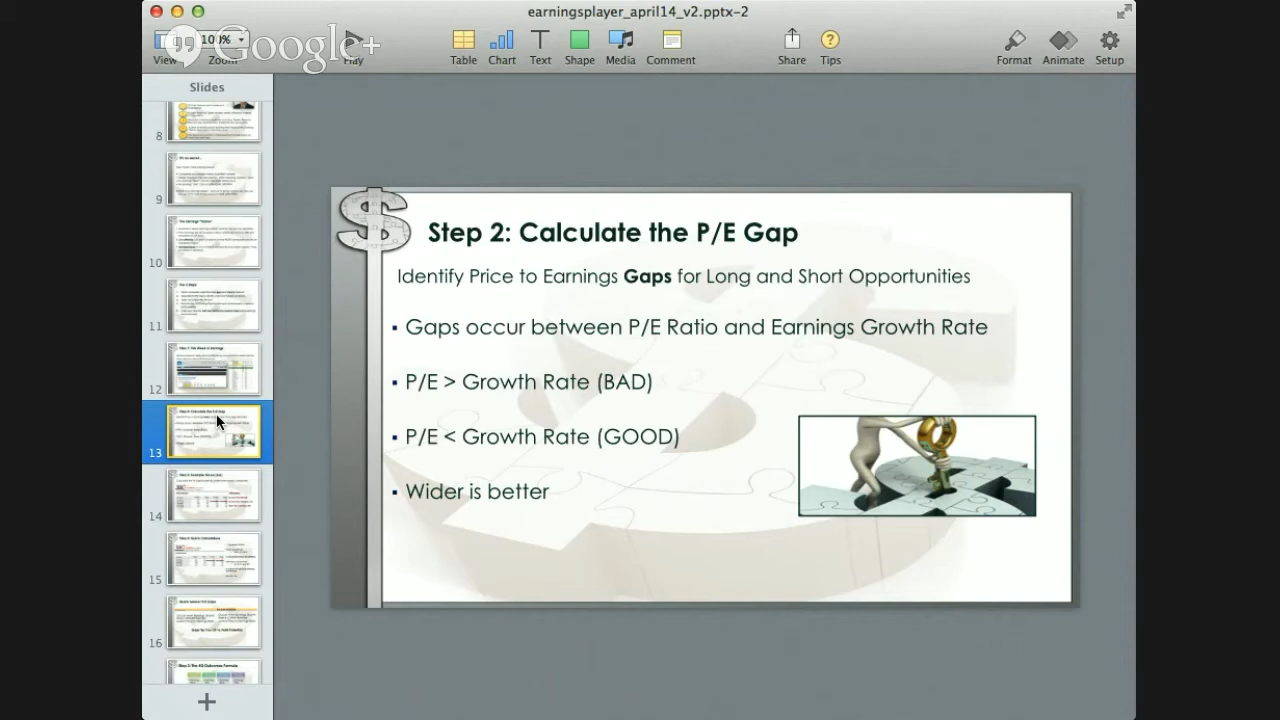 earningsplayer_april14_v2.pptx-2
Google+
100%
View
Zoom
Play
Table
Chart
Text
Shape
Media
Comment
Share
Tips
Format
Animate
Setup
Slides
8
9
10
11
12
13
14
15
16
Step 2: Calculate the P/E Gap
Identify Price to Earnings Gaps for Long and Short Opportunities
▪ Gaps occur between P/E Ratio and Earnings Growth Rate
▪ P/E > Growth Rate (BAD)
▪ P/E < Growth Rate (GOOD)
▪ Wider is better